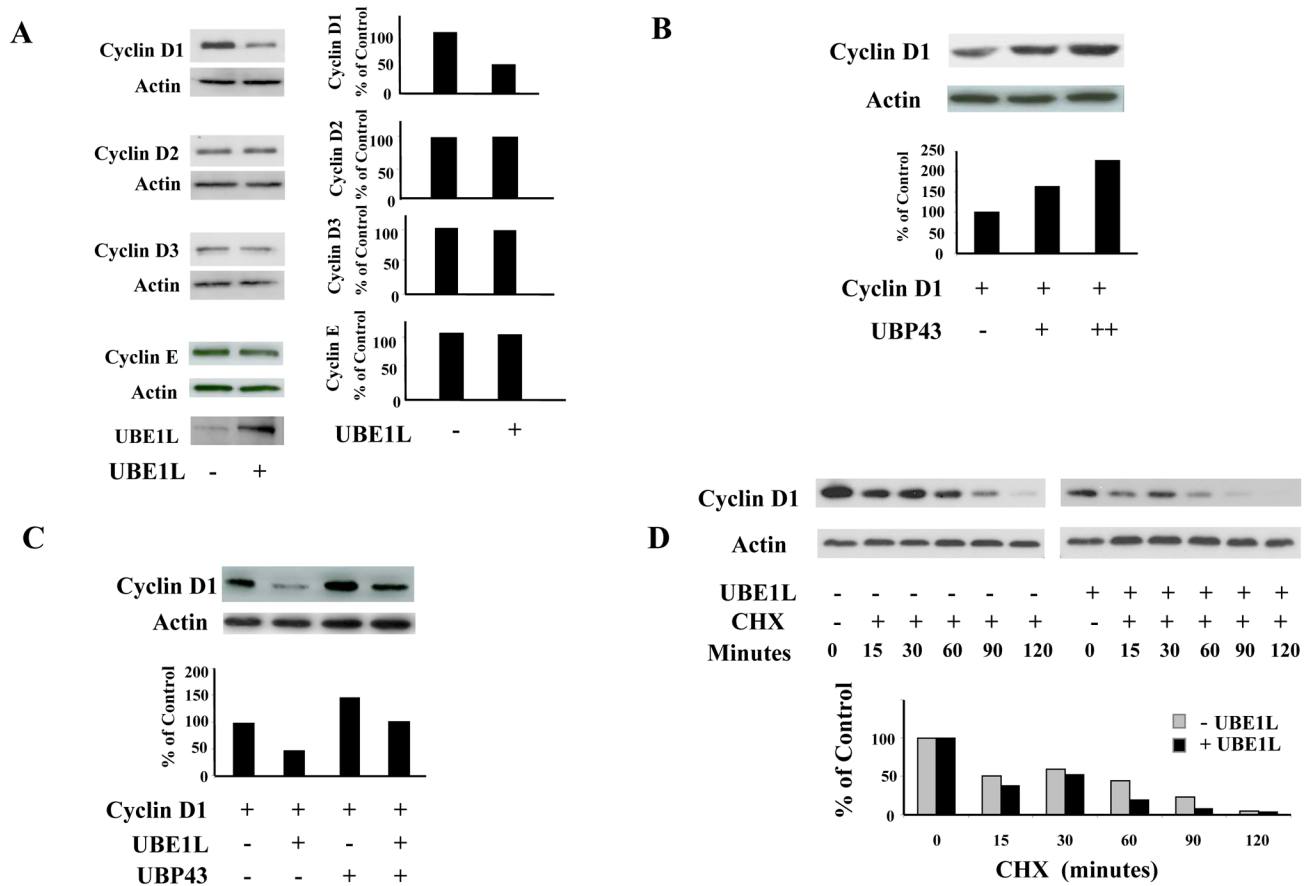 A
Cyclin D1
Actin
Cyclin D2
Actin
Cyclin D3
Actin
Cyclin E
Actin
UBE1L
UBE1L - +
Cyclin D1
% of Control
100
50
0
Cyclin D2
% of Control
100
0
Cyclin D3
% of Control
100
0
Cyclin E
% of Control
100
0
UBE1L - +
B
Cyclin D1
Actin
% of Control
250
200
150
100
50
0
Cyclin D1 + + +
UBP43 - + ++
C
Cyclin D1
Actin
% of Control
200
150
100
50
0
Cyclin D1 + + + +
UBE1L - + - +
UBP43 - - + +
D
Cyclin D1
Actin
UBE1L - - - - - - + + + + + +
CHX - + + + + + - + + + + +
Minutes 0 15 30 60 90 120 0 15 30 60 90 120
% of Control
100
50
0
- UBE1L
+ UBE1L
0 15 30 60 90 120
CHX (minutes)